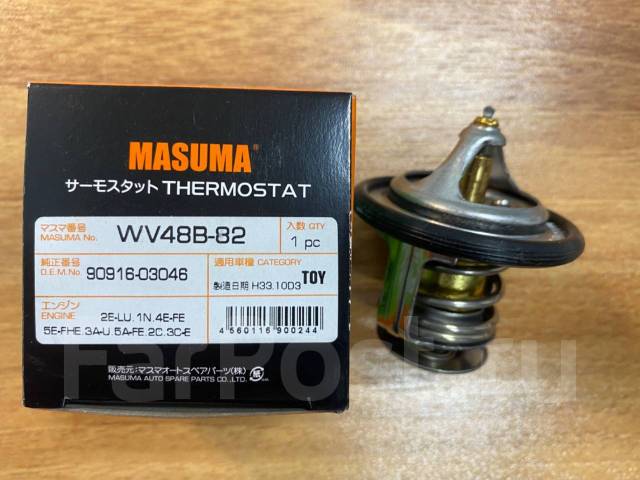 MASUMA®
サーモスタット THERMOSTAT
マスマ番号 MASUMA No. WV48B-82 入数 QTY 1 pc
純正番号 O.E.M.No. 90916-03046 適用車種 CATEGORY TOY
製造日期 H33.10D3
エンジン ENGINE 2E-LU.1N.4E-FE
5E-FHE.3A-U.5A-FE.2C.3C-E
4560116900244
販売元:マスマオートスペアパーツ(株)
MASUMA AUTO SPARE PARTS CO.,LTD.
紙
FarPost.ru